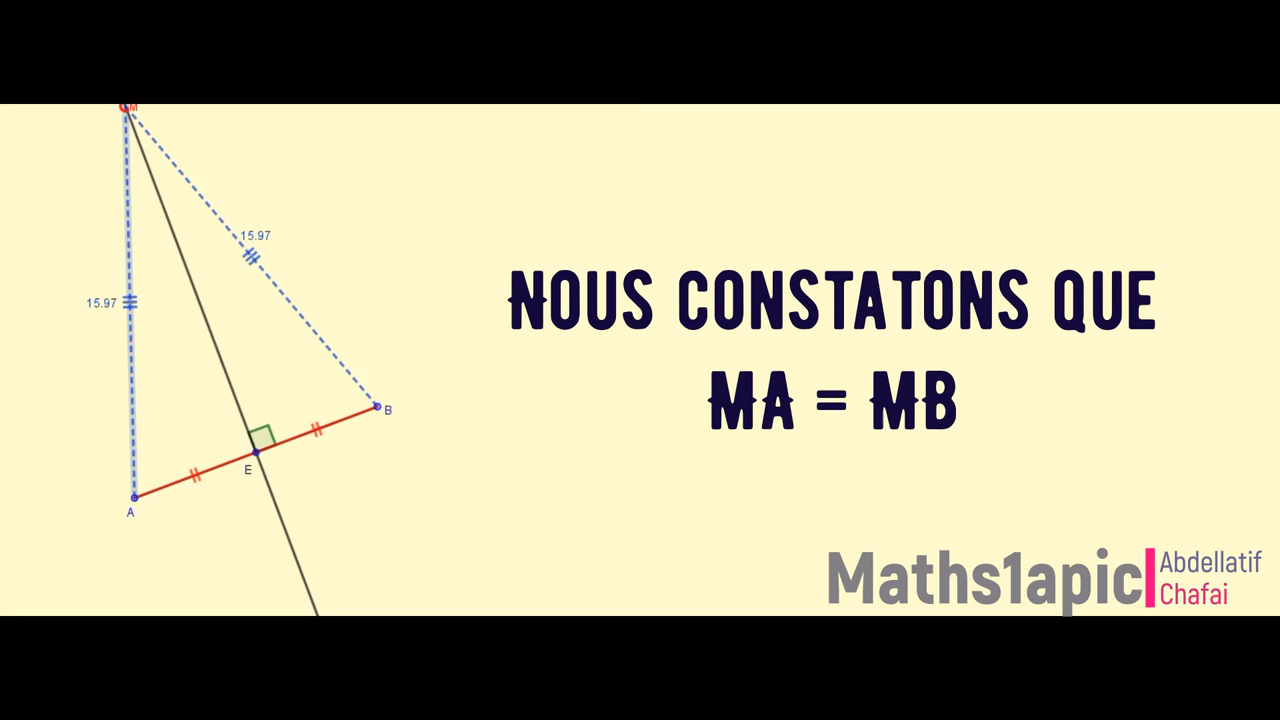 M
15.97
15.97
B
E
A
NOUS CONSTATONS QUE
MA = MB
Maths1apic
Abdellatif
Chafai